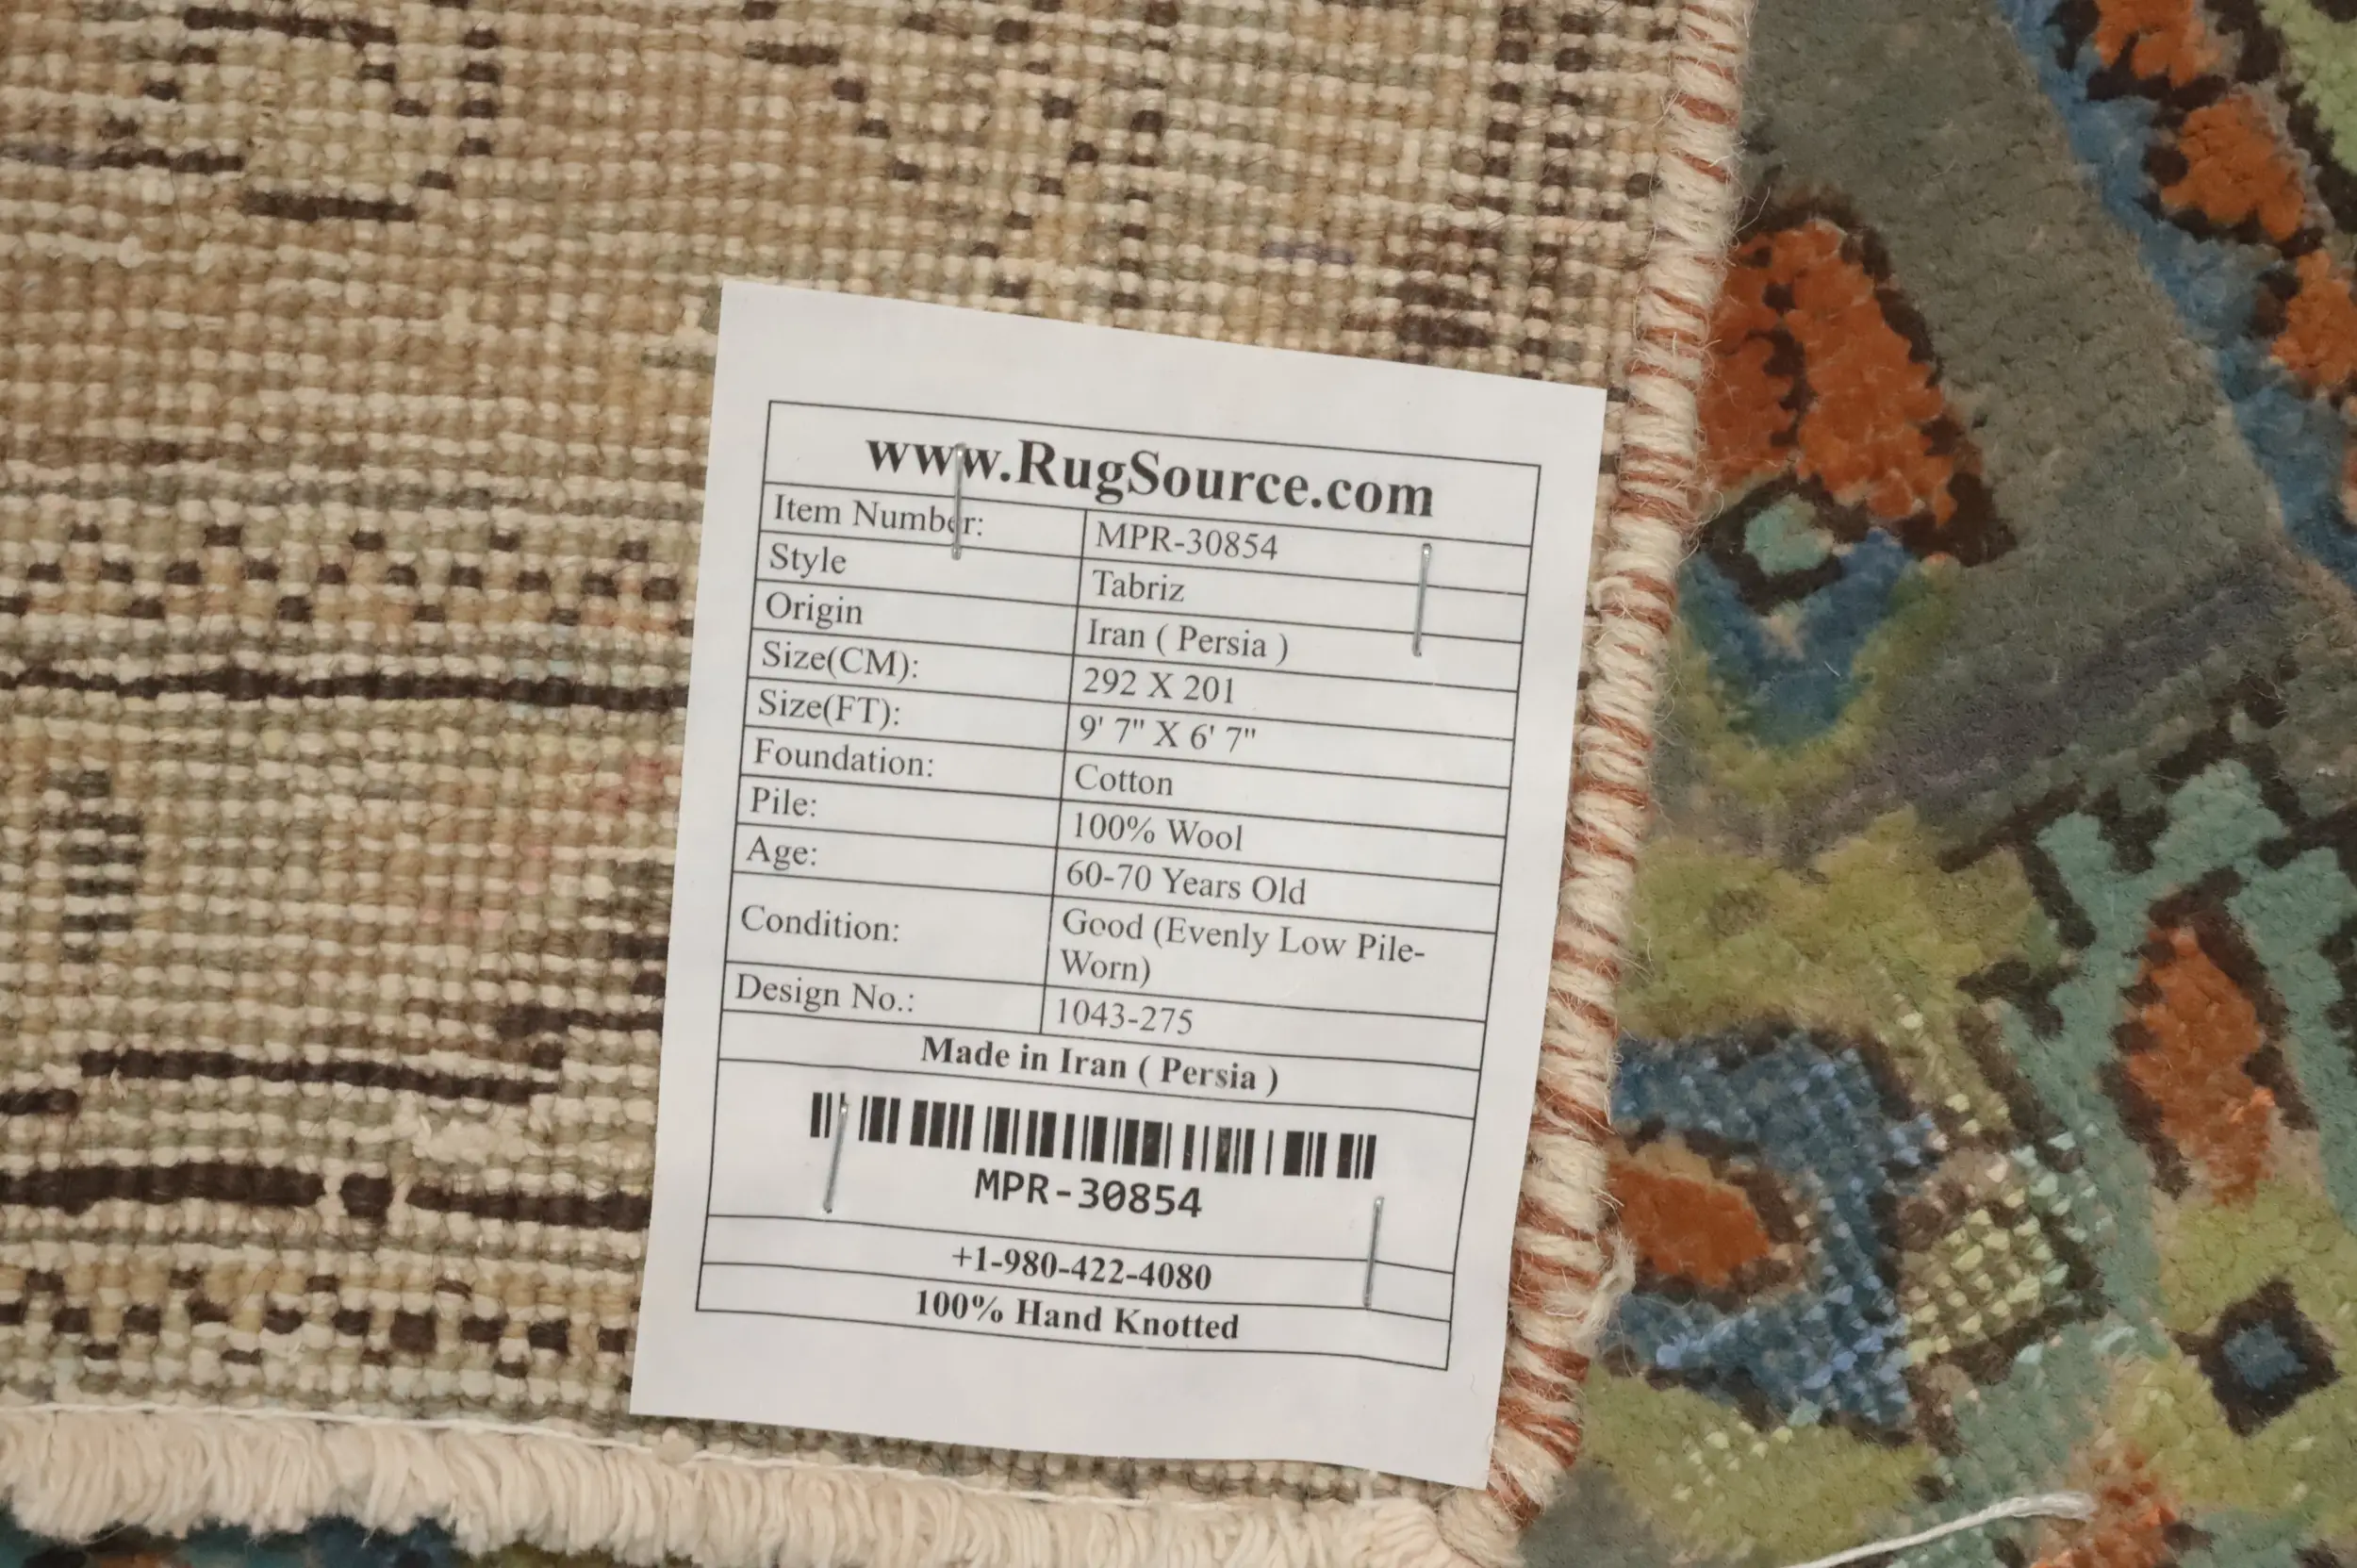 www.RugSource.com
Item Number: MPR-30854
Style Tabriz
Origin Iran ( Persia )
Size(CM): 292 X 201
Size(FT): 9' 7" X 6' 7"
Foundation: Cotton
Pile: 100% Wool
Age: 60-70 Years Old
Condition: Good (Evenly Low Pile-
Worn)
Design No.: 1043-275
Made in Iran ( Persia )
MPR-30854
+1-980-422-4080
100% Hand Knotted